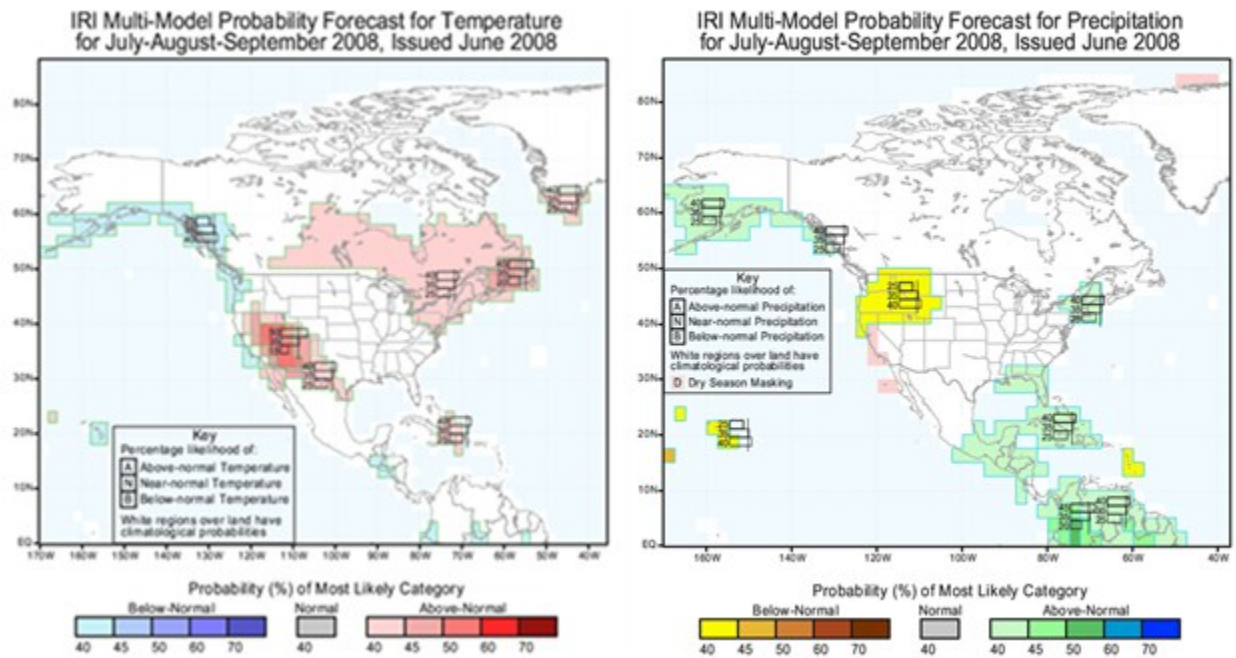 IRI Multi-Model Probability Forecast for Temperature
for July-August-September 2008, Issued June 2008
80N
70N
60N
50N
40N
30N
20N
10N
EQ
170W 160W 150W 140W 130W 120W 110W 100W 90W 80W 70W 60W 50W 40W
Key
Percentage likelihood of:
A Above-normal Temperature
N Near-normal Temperature
B Below-normal Temperature
White regions over land have
climatological probabilities
Probability (%) of Most Likely Category
Below-Normal Normal Above-Normal
40 45 50 60 70 40 40 45 50 60 70
IRI Multi-Model Probability Forecast for Precipitation
for July-August-September 2008, Issued June 2008
80N
70N
60N
50N
40N
30N
20N
10N
EQ
160W 140W 120W 100W 80W 60W 40W
Key
Percentage likelihood of:
A Above-normal Precipitation
N Near-normal Precipitation
B Below-normal Precipitation
White regions over land have
climatological probabilities
D Dry Season Masking
Probability (%) of Most Likely Category
Below-Normal Normal Above-Normal
40 45 50 60 70 40 40 45 50 60 70